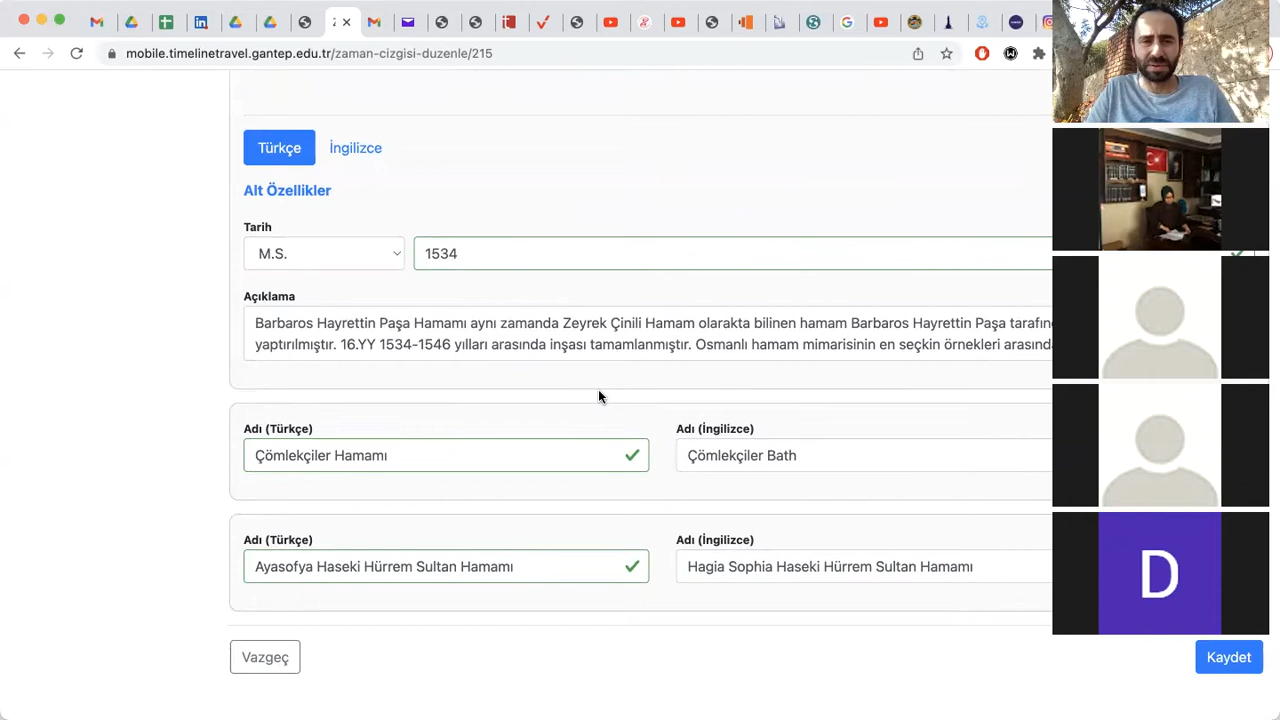 2
mobile.timelinetravel.gantep.edu.tr/zaman-cizgisi-duzenle/215
Türkçe
İngilizce
Alt Özellikler
Tarih
M.S.
1534
Açıklama
Barbaros Hayrettin Paşa Hamamı aynı zamanda Zeyrek Çinili Hamam olarakta bilinen hamam Barbaros Hayrettin Paşa
yaptırılmıştır. 16.YY 1534-1546 yılları arasında inşası tamamlanmıştır. Osmanlı hamam mimarisinin en seçkin örnekleri
Adı (Türkçe)
Adı (İngilizce)
Çömlekçiler Hamamı
Çömlekçiler Bath
Adı (Türkçe)
Adı (İngilizce)
Ayasofya Haseki Hürrem Sultan Hamamı
Hagia Sophia Haseki Hürrem Sultan Hamamı
D
Vazgeç
Kaydet